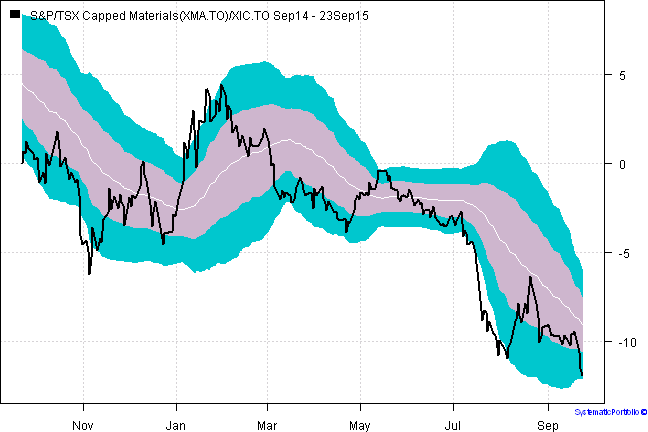 S&P/TSX Capped Materials(XMA.TO)/XIC.TO Sep14 - 23Sep15
5
0
-5
-10
Nov Jan Mar May Jul Sep
SystematicPortfolio ©